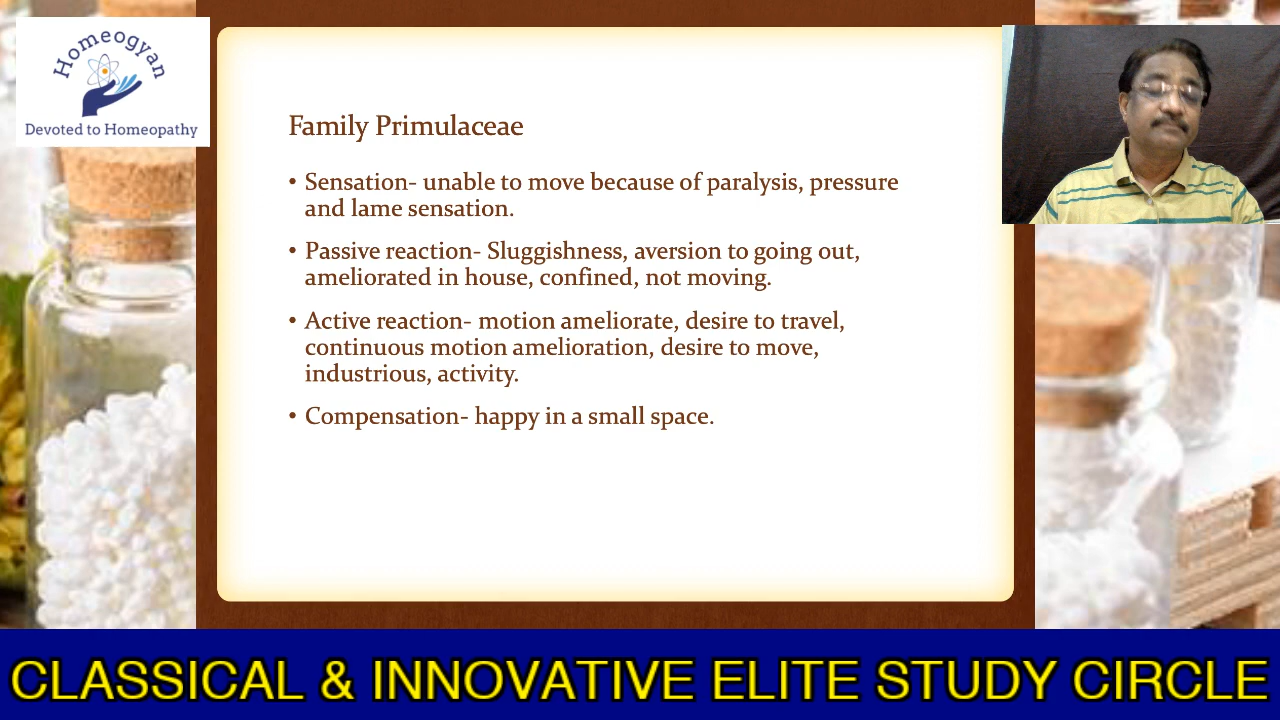 Homeogyan
Devoted to Homeopathy
Family Primulaceae
• Sensation- unable to move because of paralysis, pressure
and lame sensation.
• Passive reaction- Sluggishness, aversion to going out,
ameliorated in house, confined, not moving.
• Active reaction- motion ameliorate, desire to travel,
continuous motion amelioration, desire to move,
industrious, activity.
• Compensation- happy in a small space.
CLASSICAL & INNOVATIVE ELITE STUDY CIRCLE